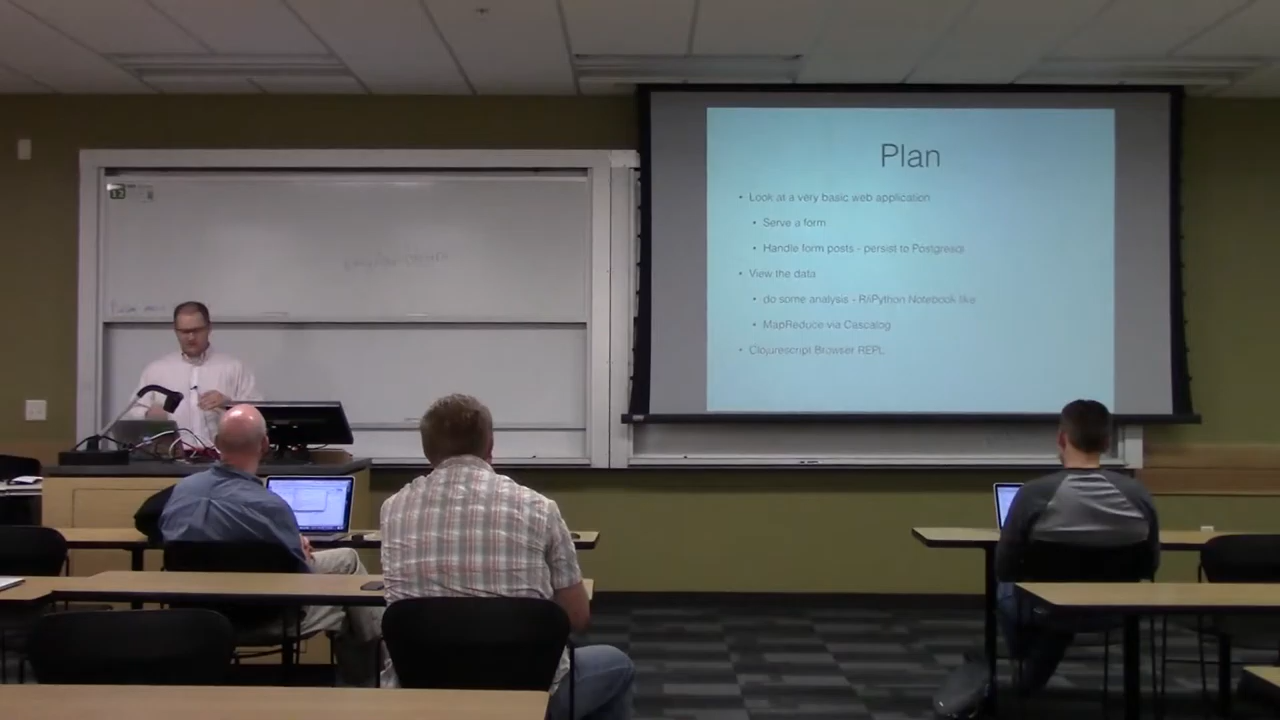 Plan
• Look at a very basic web application
• Serve a form
• Handle form posts - persist to Postgresql
• View the data
• do some analysis - R/iPython Notebook like
• MapReduce via Cascalog
• Clojurescript Browser REPL